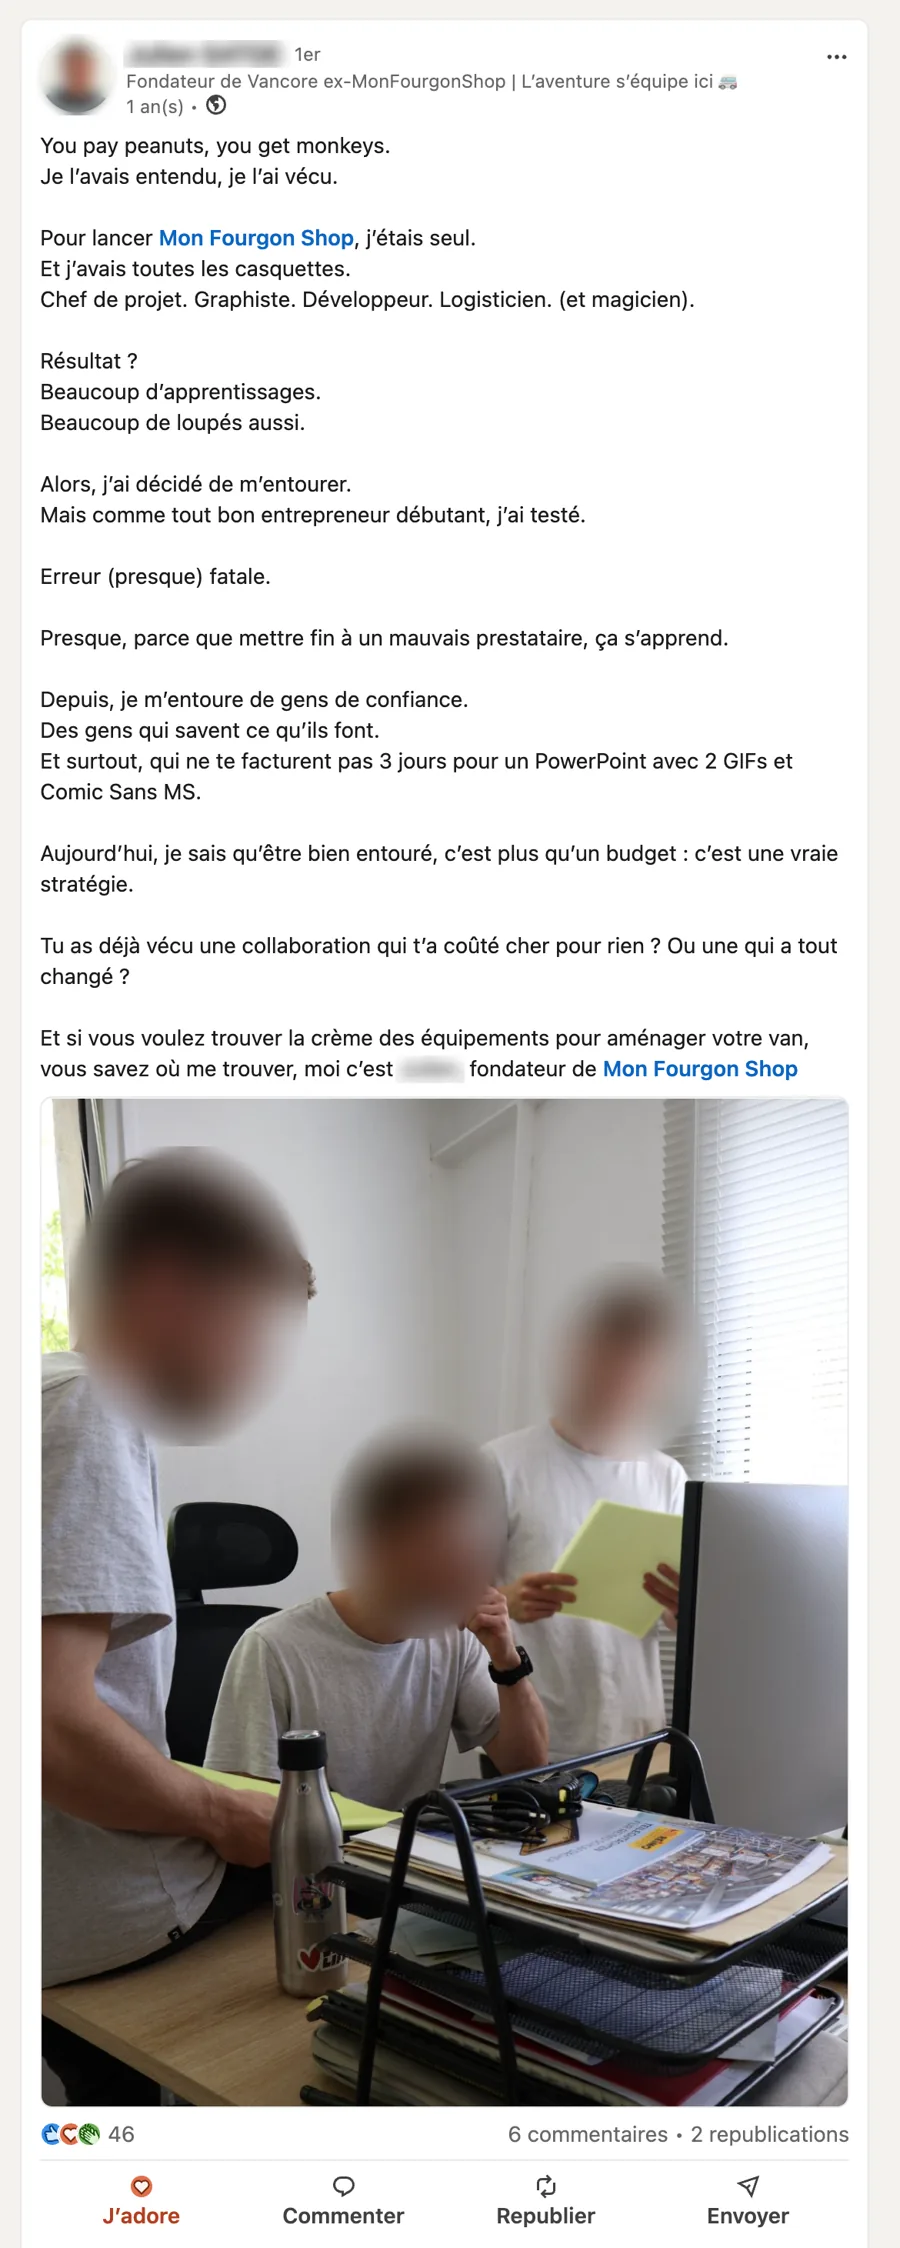 1er
Fondateur de Vancore ex-MonFourgonShop | L’aventure s’équipe ici 🚐
1 an(s) •
You pay peanuts, you get monkeys.
Je l’avais entendu, je l’ai vécu.
Pour lancer Mon Fourgon Shop, j’étais seul.
Et j’avais toutes les casquettes.
Chef de projet. Graphiste. Développeur. Logisticien. (et magicien).
Résultat ?
Beaucoup d’apprentissages.
Beaucoup de loupés aussi.
Alors, j’ai décidé de m’entourer.
Mais comme tout bon entrepreneur débutant, j’ai testé.
Erreur (presque) fatale.
Presque, parce que mettre fin à un mauvais prestataire, ça s’apprend.
Depuis, je m’entoure de gens de confiance.
Des gens qui savent ce qu’ils font.
Et surtout, qui ne te facturent pas 3 jours pour un PowerPoint avec 2 GIFs et
Comic Sans MS.
Aujourd’hui, je sais qu’être bien entouré, c’est plus qu’un budget : c’est une vraie
stratégie.
Tu as déjà vécu une collaboration qui t’a coûté cher pour rien ? Ou une qui a tout
changé ?
Et si vous voulez trouver la crème des équipements pour aménager votre van,
vous savez où me trouver, moi c’est fondateur de Mon Fourgon Shop
46
6 commentaires • 2 republications
J’adore
Commenter
Republier
Envoyer